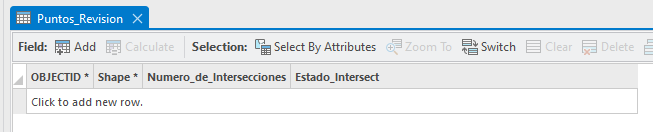 Puntos_Revision
Field: Add Calculate Selection: Select By Attributes Zoom To Switch Clear Delete
OBJECTID * Shape * Numero_de_Intersecciones Estado_Intersect
Click to add new row.